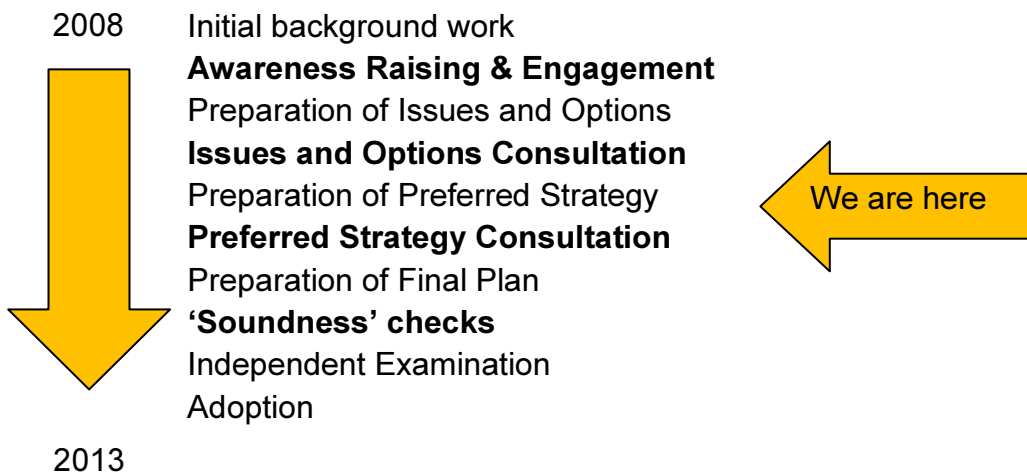 2008
Initial background work
Awareness Raising & Engagement
Preparation of Issues and Options
Issues and Options Consultation
Preparation of Preferred Strategy
We are here
Preferred Strategy Consultation
Preparation of Final Plan
‘Soundness’ checks
Independent Examination
Adoption
2013